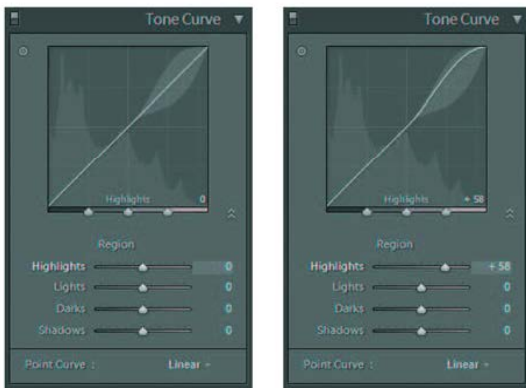 Tone Curve
Highlights 0
Region
Highlights 0
Lights 0
Darks 0
Shadows 0
Point Curve : Linear
Tone Curve
Highlights + 58
Region
Highlights + 58
Lights 0
Darks 0
Shadows 0
Point Curve : Linear